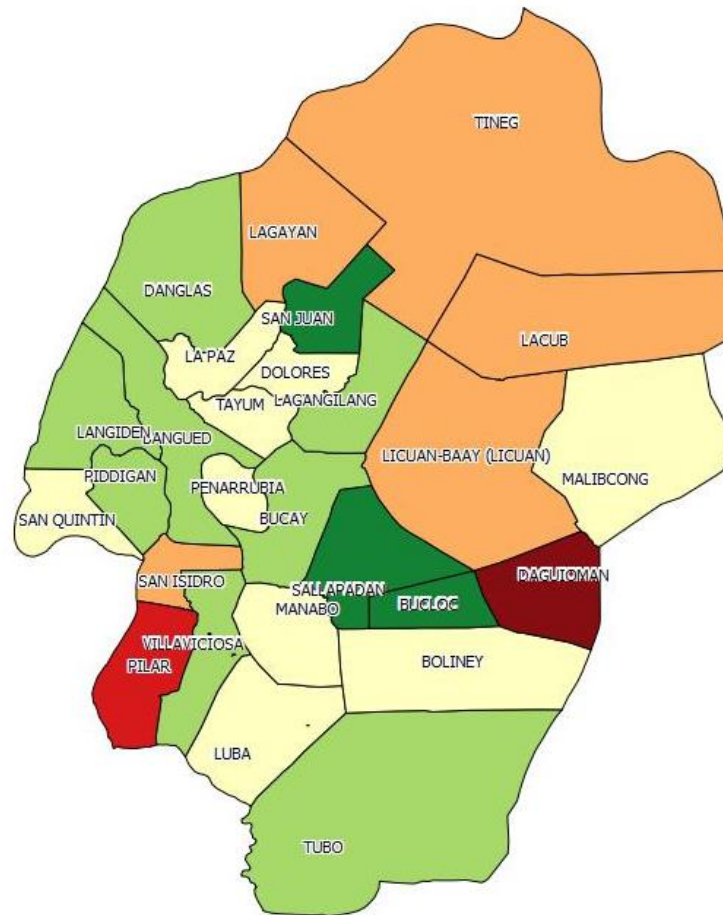 TINEG
LAGAYAN
DANGLAS
SAN JUAN
LACUB
LA PAZ
DOLORES
TAYUM
LAGANGILANG
LANGIDEN
BANGUED
LICUAN-BAAY (LICUAN)
PIDDIGAN
MALIBCONG
PENARRUBIA
SAN QUINTIN
BUCAY
SAN ISIDRO
SALLAPADAN
DAGUIOMAN
MANABO
BUCLOC
VILLAVICIOSA
PILAR
BOLINEY
LUBA
TUBO